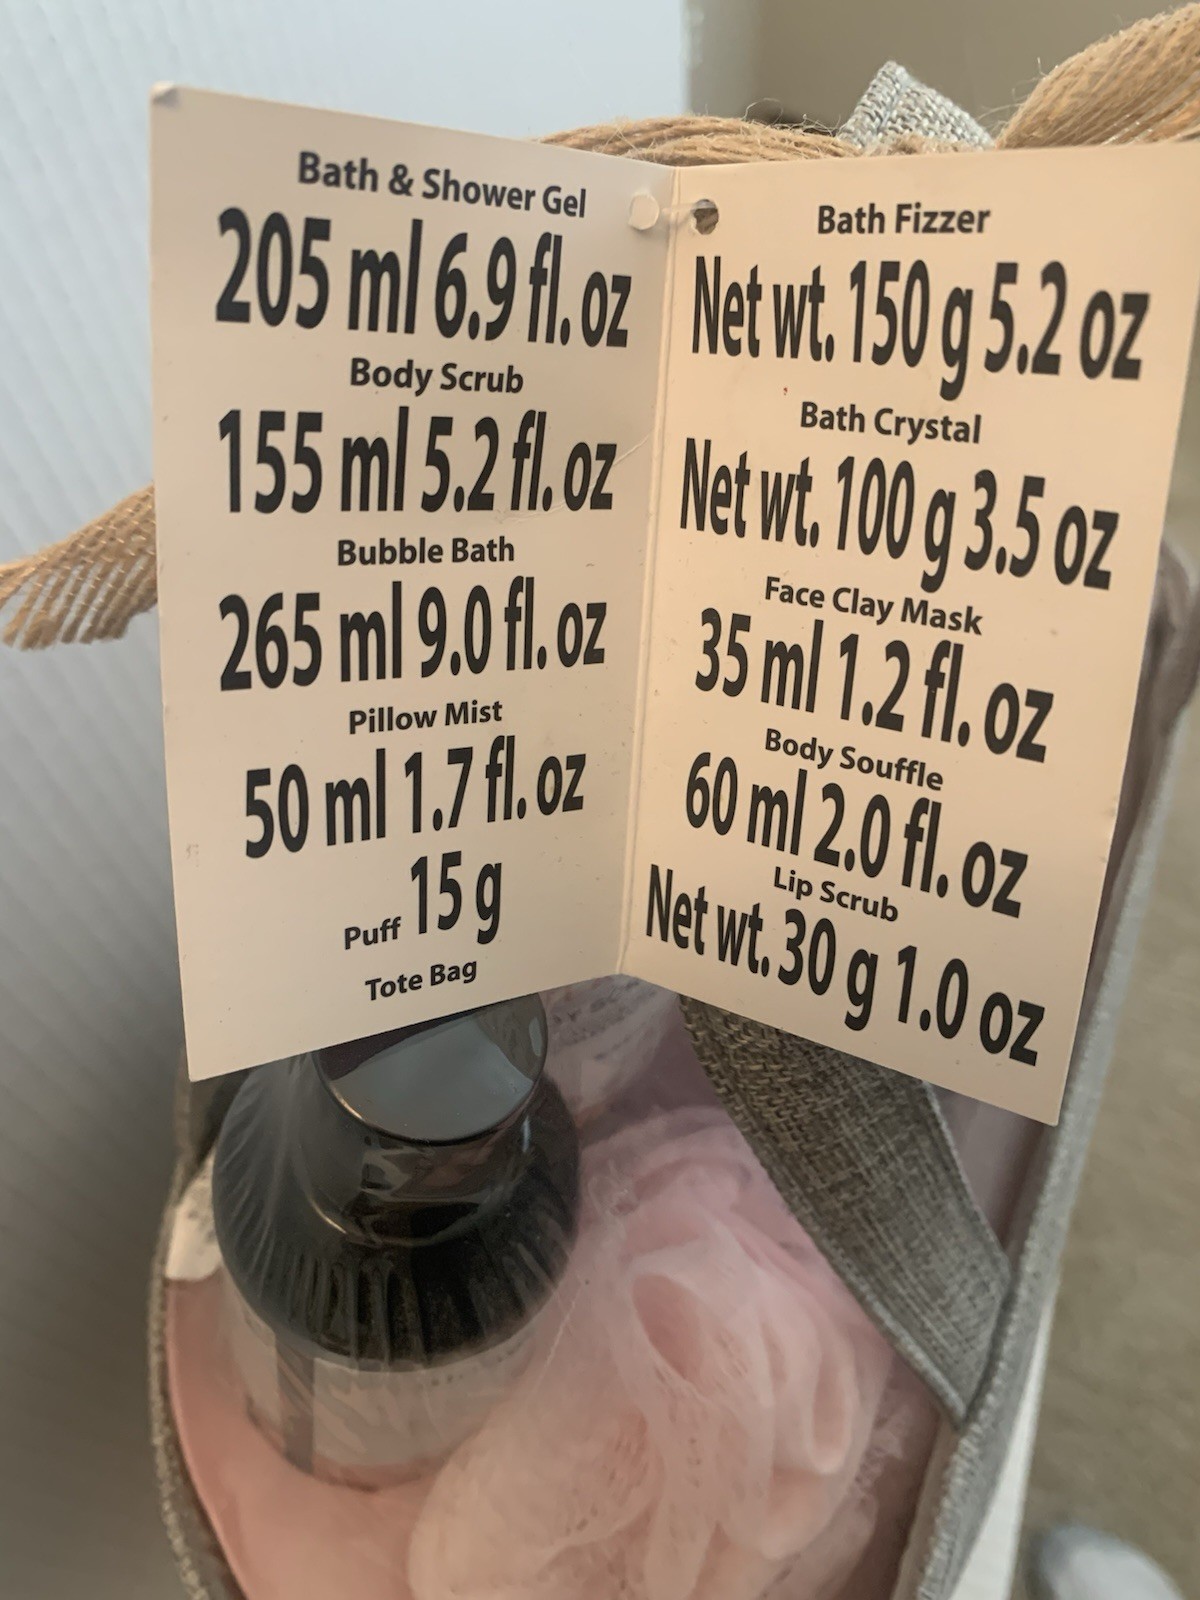 Bath & Shower Gel
205 ml 6.9 fl. oz
Body Scrub
155 ml 5.2 fl. oz
Bubble Bath
265 ml 9.0 fl. oz
Pillow Mist
50 ml 1.7 fl. oz
Puff 15 g
Tote Bag
Bath Fizzer
Net wt. 150 g 5.2 oz
Bath Crystal
Net wt. 100 g 3.5 oz
Face Clay Mask
35 ml 1.2 fl. oz
Body Souffle
60 ml 2.0 fl. oz
Lip Scrub
Net wt. 30 g 1.0 oz